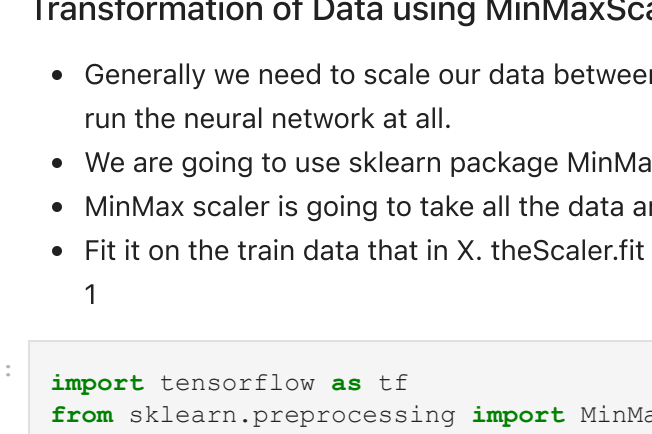 Transformation of Data using MinMaxSca
• Generally we need to scale our data between
run the neural network at all.
• We are going to use sklearn package MinMa
• MinMax scaler is going to take all the data a
• Fit it on the train data that in X. theScaler.fit
1
:
import tensorflow as tf
from sklearn.preprocessing import MinMa